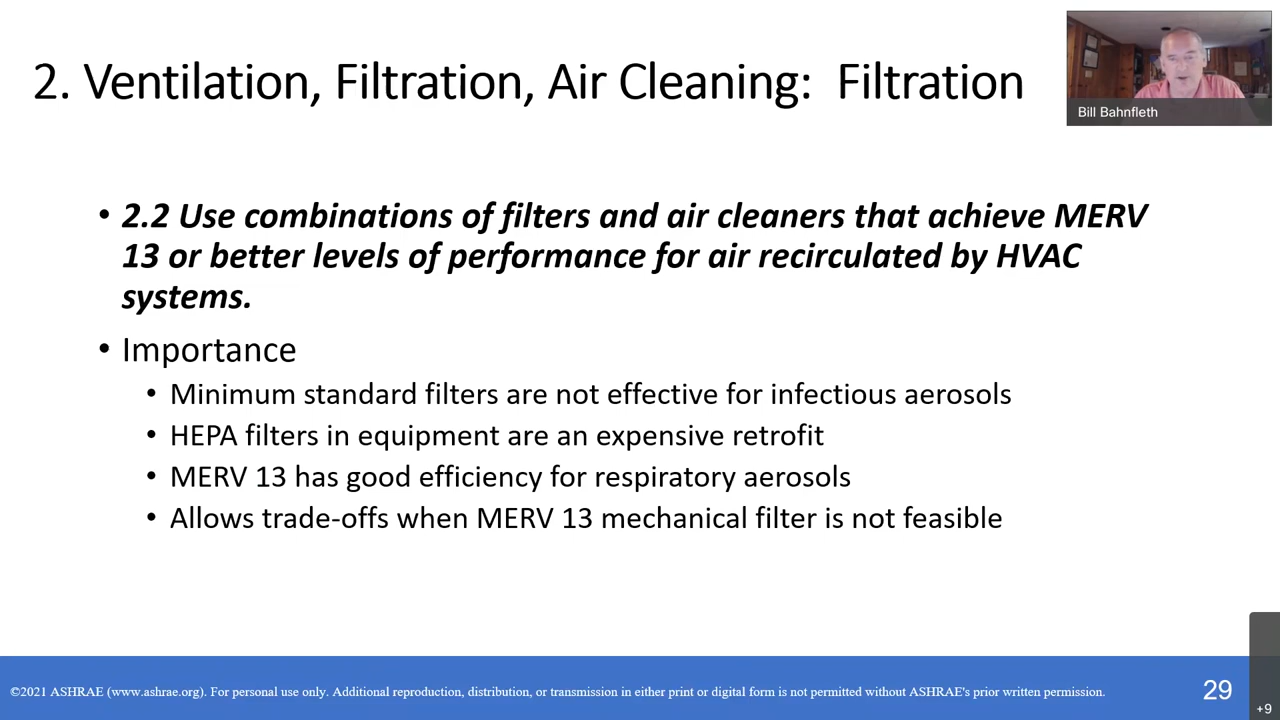 2. Ventilation, Filtration, Air Cleaning: Filtration
Bill Bahnfleth
• 2.2 Use combinations of filters and air cleaners that achieve MERV
13 or better levels of performance for air recirculated by HVAC
systems.
• Importance
• Minimum standard filters are not effective for infectious aerosols
• HEPA filters in equipment are an expensive retrofit
• MERV 13 has good efficiency for respiratory aerosols
• Allows trade-offs when MERV 13 mechanical filter is not feasible
©2021 ASHRAE (www.ashrae.org). For personal use only. Additional reproduction, distribution, or transmission in either print or digital form is not permitted without ASHRAE's prior written permission.
29
+9